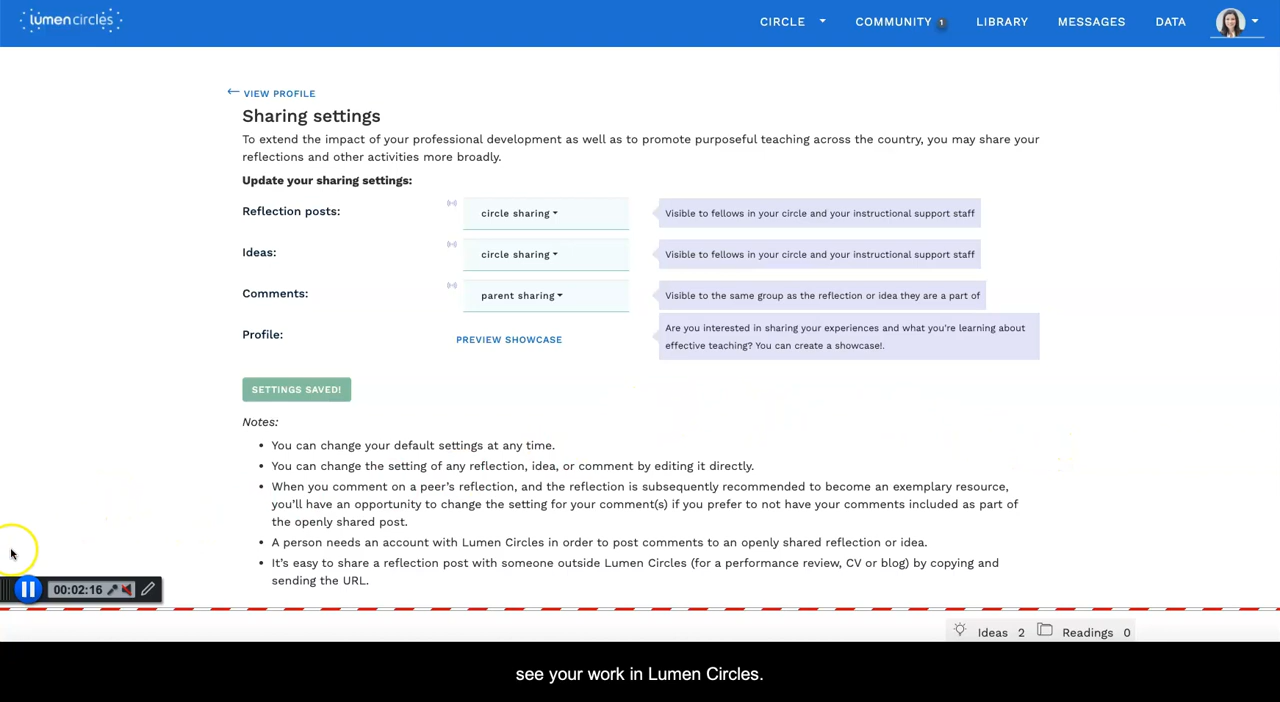 lumen circles
CIRCLE COMMUNITY 1 LIBRARY MESSAGES DATA
VIEW PROFILE
Sharing settings
To extend the impact of your professional development as well as to promote purposeful teaching across the country, you may share your
reflections and other activities more broadly.
Update your sharing settings:
Reflection posts: circle sharing Visible to fellows in your circle and your instructional support staff
Ideas: circle sharing Visible to fellows in your circle and your instructional support staff
Comments: parent sharing Visible to the same group as the reflection or idea they are a part of
Profile: PREVIEW SHOWCASE Are you interested in sharing your experiences and what you're learning about
effective teaching? You can create a showcase!.
SETTINGS SAVED!
Notes:
• You can change your default settings at any time.
• You can change the setting of any reflection, idea, or comment by editing it directly.
• When you comment on a peer's reflection, and the reflection is subsequently recommended to become an exemplary resource,
you'll have an opportunity to change the setting for your comment(s) if you prefer to not have your comments included as part of
the openly shared post.
• A person needs an account with Lumen Circles in order to post comments to an openly shared reflection or idea.
• It's easy to share a reflection post with someone outside Lumen Circles (for a performance review, CV or blog) by copying and
sending the URL.
00:02:16
Ideas 2 Readings 0
see your work in Lumen Circles.